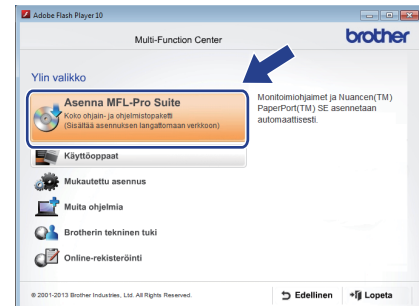 Adobe Flash Player 10
Multi-Function Center
brother
Ylin valikko
Asenna MFL-Pro Suite
Koko ohjain- ja ohjelmistopaketti
(Sisältää asennuksen langattomaan verkkoon)
Monitoimiohjaimet ja Nuancen(TM)
PaperPort(TM) SE asennetaan
automaattisesti.
Käyttöoppaat
Mukautettu asennus
Muita ohjelmia
Brotherin tekninen tuki
Online-rekisteröinti
© 2001-2013 Brother Industries, Ltd. All Rights Reserved.
Edellinen
Lopeta